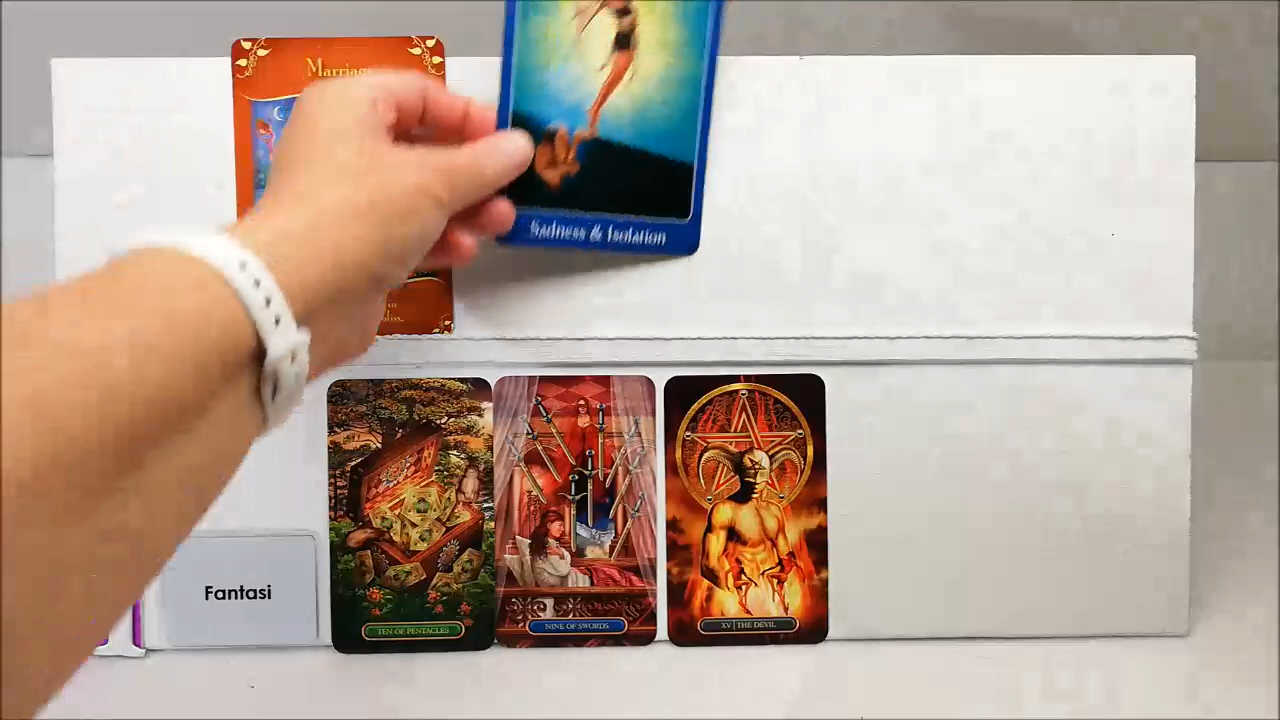 Marriage
Sadness & Isolation
Fantasi
TEN OF PENTACLES
NINE OF SWORDS
XV THE DEVIL